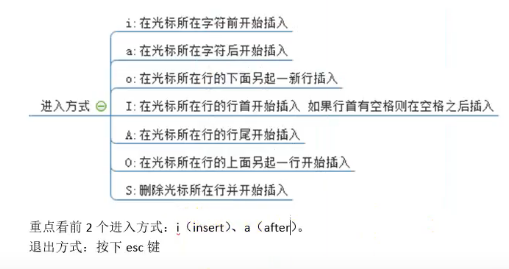 i: 在光标所在字符前开始插入
a: 在光标所在字符后开始插入
o: 在光标所在行的下面另起一新行插入
进入方式
I: 在光标所在行的行首开始插入 如果行首有空格则在空格之后插入
A: 在光标所在行的行尾开始插入
O: 在光标所在行的上面另起一行开始插入
S: 删除光标所在行并开始插入
重点看前 2 个进入方式：i（insert）、a（after）。
退出方式：按下 esc 键